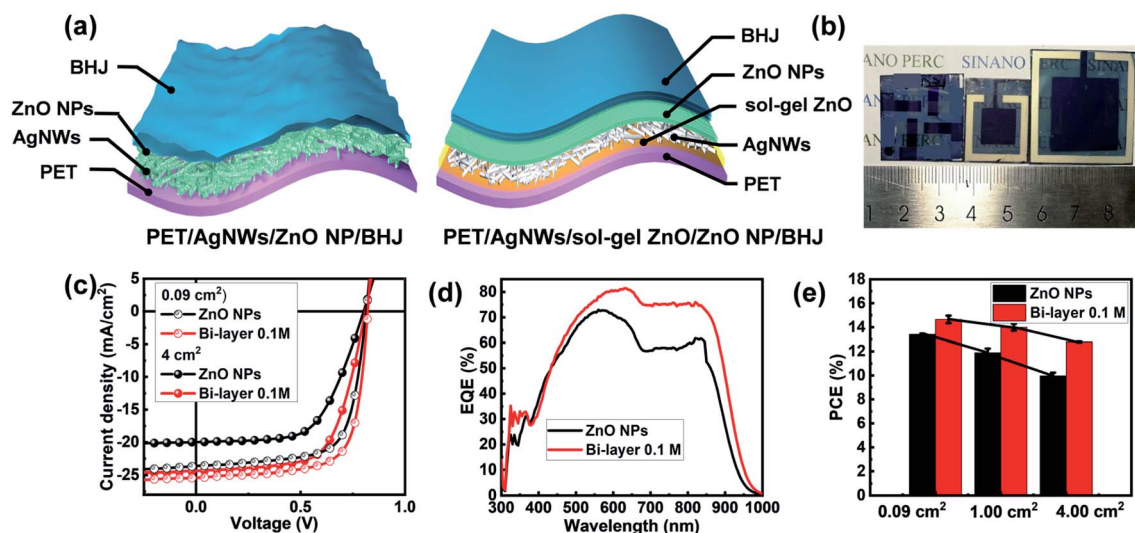 (a)
BHJ
ZnO NPs
AgNWs
PET
PET/AgNWs/ZnO NP/BHJ
BHJ
ZnO NPs
sol-gel ZnO
AgNWs
PET
PET/AgNWs/sol-gel ZnO/ZnO NP/BHJ
(b)
ANO PERC SINANO
ANO PERC
1 2 3 4 5 6 7 8
(c)
Current density (mA/cm²)
5
0
-5
-10
-15
-20
-25
0.09 cm²)
ZnO NPs
Bi-layer 0.1M
4 cm²
ZnO NPs
Bi-layer 0.1M
0.0 0.5 1.0
Voltage (V)
(d)
EQE (%)
80
70
60
50
40
30
20
10
0
ZnO NPs
Bi-layer 0.1 M
300 400 500 600 700 800 900 1000
Wavelength (nm)
(e)
PCE (%)
18
16
14
12
10
8
6
4
2
0
ZnO NPs
Bi-layer 0.1 M
0.09 cm² 1.00 cm² 4.00 cm²